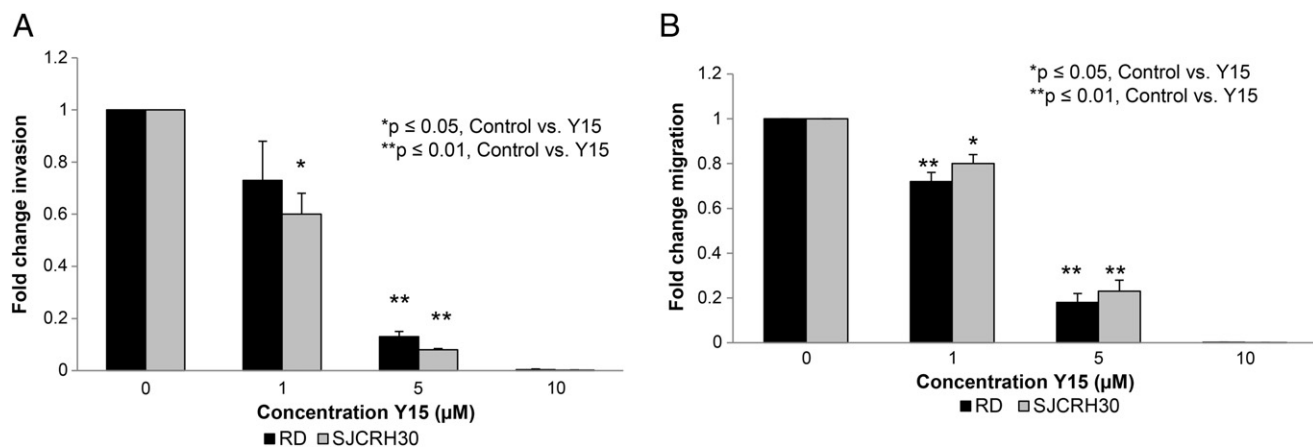 A
1.2
1
0.8
0.6
0.4
0.2
0
Fold change invasion
*p ≤ 0.05, Control vs. Y15
**p ≤ 0.01, Control vs. Y15
*
**
**
0 1 5 10
Concentration Y15 (µM)
RD SJCRH30
B
1.2
1
0.8
0.6
0.4
0.2
0
Fold change migration
*p ≤ 0.05, Control vs. Y15
**p ≤ 0.01, Control vs. Y15
** *
** **
0 1 5 10
Concentration Y15 (µM)
RD SJCRH30